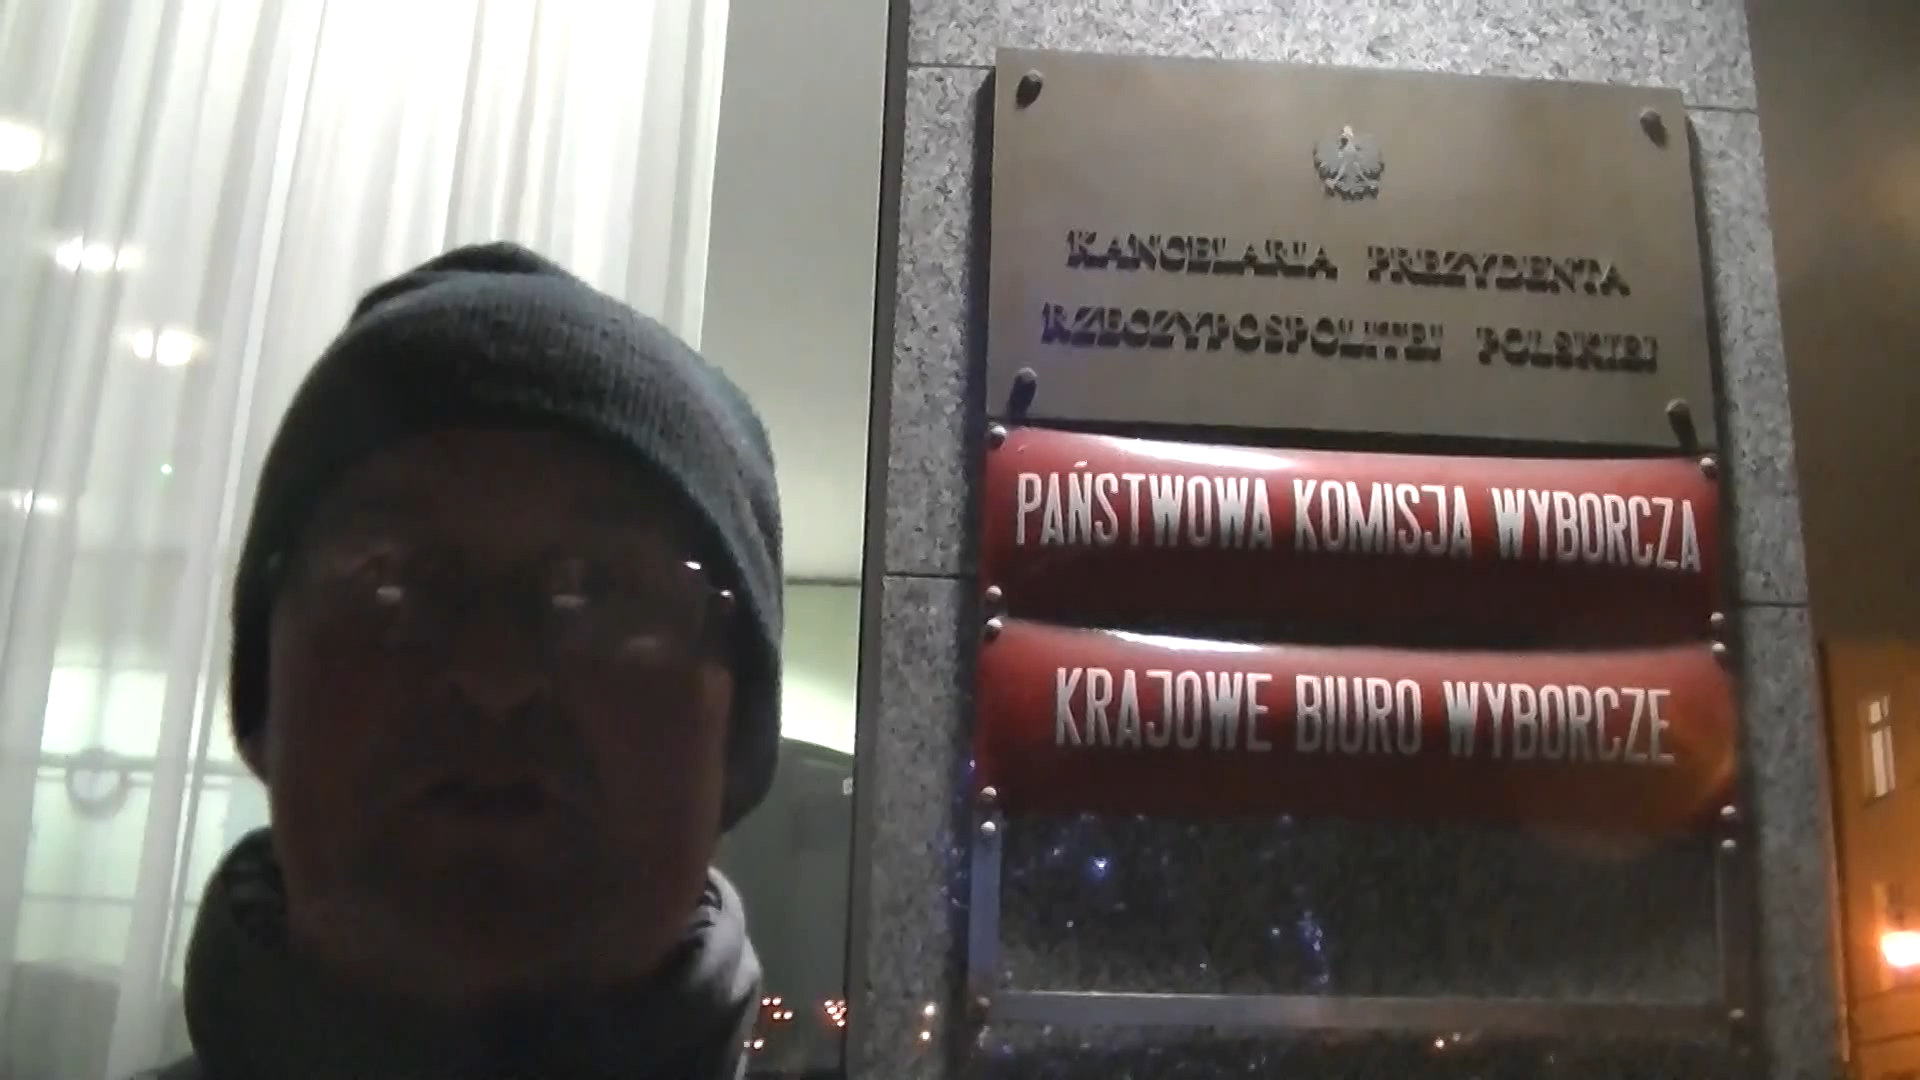 KANCELARIA PREZYDENTA
RZECZYPOSPOLITEJ POLSKIEJ
PAŃSTWOWA KOMISJA WYBORCZA
KRAJOWE BIURO WYBORCZE